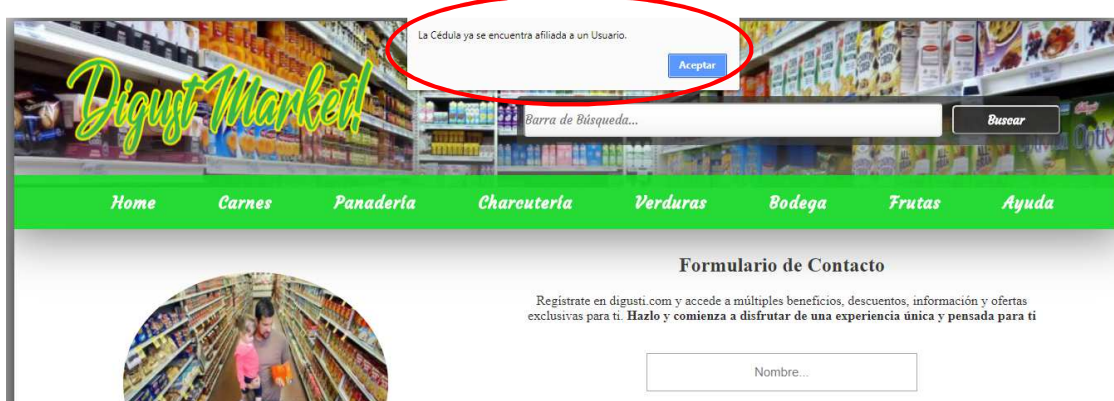 La Cédula ya se encuentra afiliada a un Usuario.
Aceptar
Digust Market!
Barra de Búsqueda...
Buscar
Home Carnes Panadería Charcutería Verduras Bodega Frutas Ayuda
Formulario de Contacto
Regístrate en digusti.com y accede a múltiples beneficios, descuentos, información y ofertas
exclusivas para ti. Hazlo y comienza a disfrutar de una experiencia única y pensada para ti
Nombre...